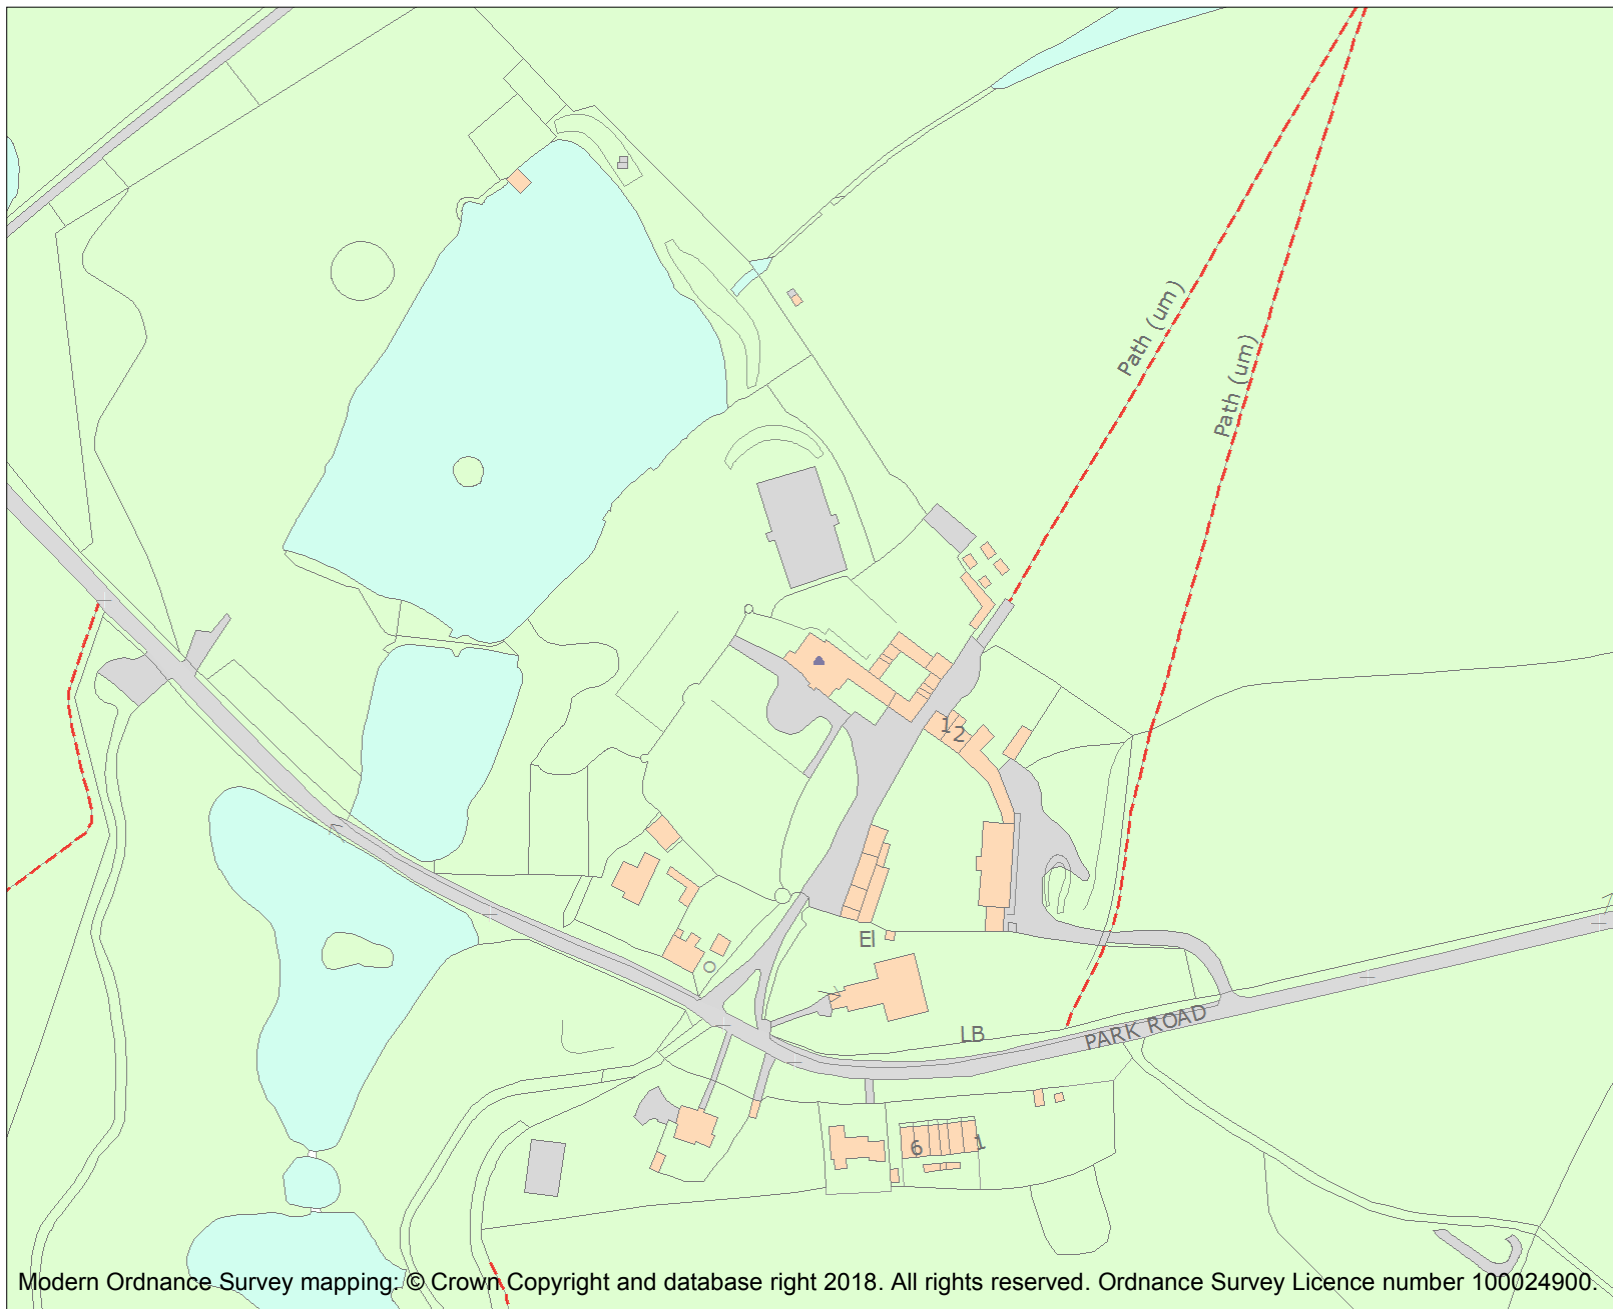 Path (um)
Path (um)
1
2
El
LB
PARK ROAD
6
1
Modern Ordnance Survey mapping: © Crown Copyright and database right 2018. All rights reserved. Ordnance Survey Licence number 100024900.